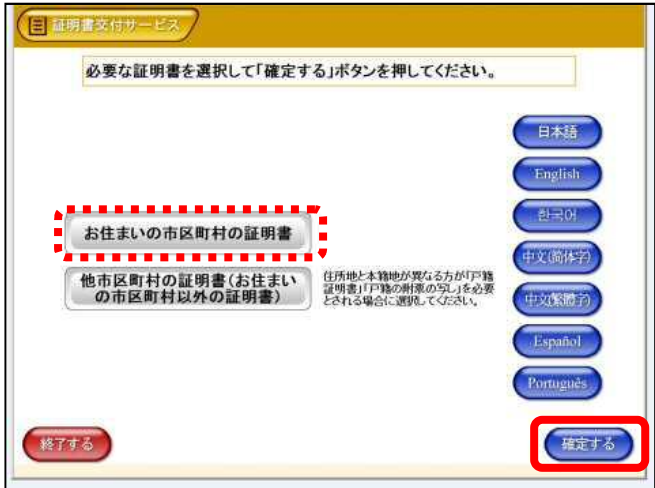 証明書交付サービス
必要な証明書を選択して「確定する」ボタンを押してください。
日本語
English
한국어
中文(简体字)
中文(繁體字)
Español
Português
お住まいの市区町村の証明書
他市区町村の証明書(お住まい
の市区町村以外の証明書)
住所地と本籍地が異なる方が「戸籍
証明書」「戸籍の附票の写し」を必要
とされる場合に選択してください。
終了する
確定する